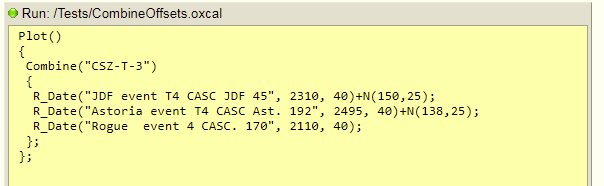 Run: /Tests/CombineOffsets.oxcal
Plot()
{
Combine("CSZ-T-3")
{
R_Date("JDF event T4 CASC JDF 45", 2310, 40)+N(150,25);
R_Date("Astoria event T4 CASC Ast. 192", 2495, 40)+N(138,25);
R_Date("Rogue  event 4 CASC. 170", 2110, 40);
};
};